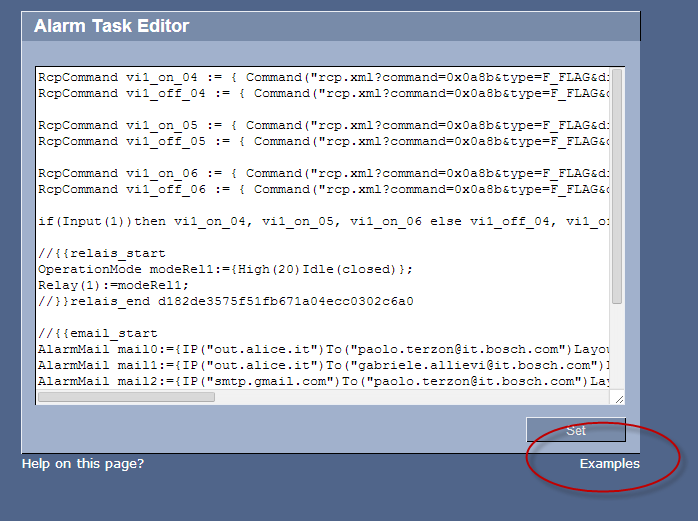 Alarm Task Editor
RcpCommand vi1_on_04 := { Command("rcp.xml?command=0x0a8b&type=F_FLAG&di
RcpCommand vi1_off_04 := { Command("rcp.xml?command=0x0a8b&type=F_FLAG&
RcpCommand vi1_on_05 := { Command("rcp.xml?command=0x0a8b&type=F_FLAG&di
RcpCommand vi1_off_05 := { Command("rcp.xml?command=0x0a8b&type=F_FLAG&
RcpCommand vi1_on_06 := { Command("rcp.xml?command=0x0a8b&type=F_FLAG&di
RcpCommand vi1_off_06 := { Command("rcp.xml?command=0x0a8b&type=F_FLAG&
if(Input(1))then vi1_on_04, vi1_on_05, vi1_on_06 else vi1_off_04, vi1_o
//{{relais_start
OperationMode modeRel1:={High(20)Idle(closed)};
Relay(1):=modeRel1;
//}}relais_end d182de3575f51fb671a04ecc0302c6a0
//{{email_start
AlarmMail mail0:={IP("out.alice.it")To("paolo.terzon@it.bosch.com")Layou
AlarmMail mail1:={IP("out.alice.it")To("gabriele.allievi@it.bosch.com")
AlarmMail mail2:={IP("smtp.gmail.com")To("paolo.terzon@it.bosch.com")Lay
Set
Help on this page?
Examples